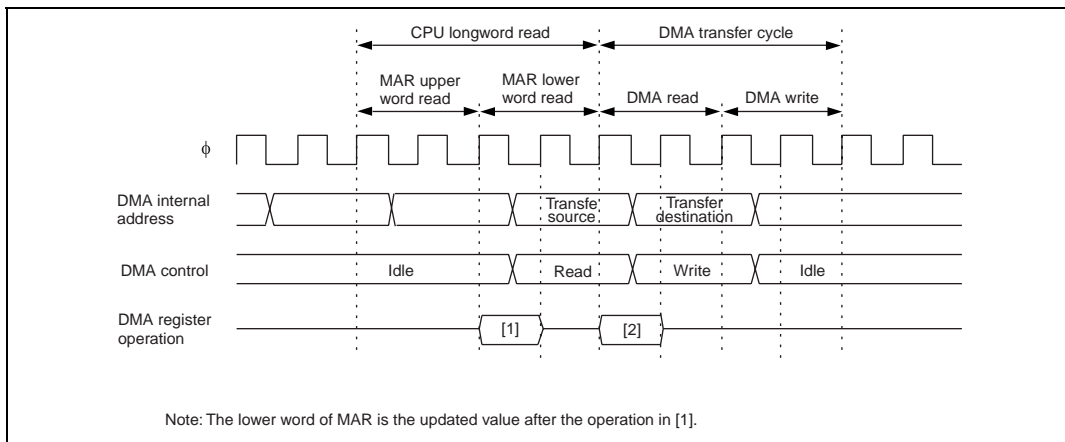 CPU longword read
DMA transfer cycle
MAR upper
word read
MAR lower
word read
DMA read
DMA write
ϕ
DMA internal
address
Transfe
source
Transfer
destination
DMA control
Idle
Read
Write
Idle
DMA register
operation
[1]
[2]
Note: The lower word of MAR is the updated value after the operation in [1].